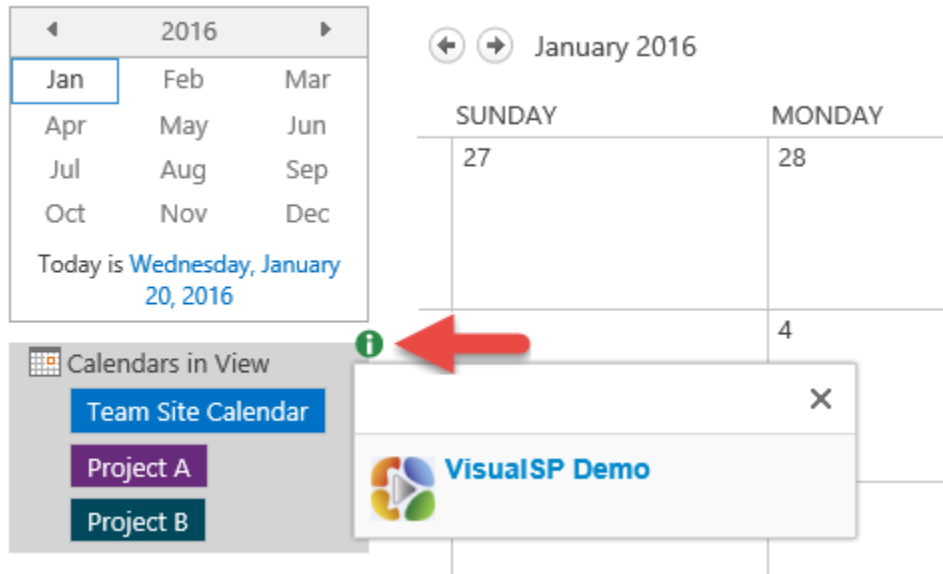 2016
Jan Feb Mar
Apr May Jun
Jul Aug Sep
Oct Nov Dec
Today is Wednesday, January
20, 2016
January 2016
SUNDAY MONDAY
27 28
4
Calendars in View
Team Site Calendar
Project A
Project B
VisualSP Demo